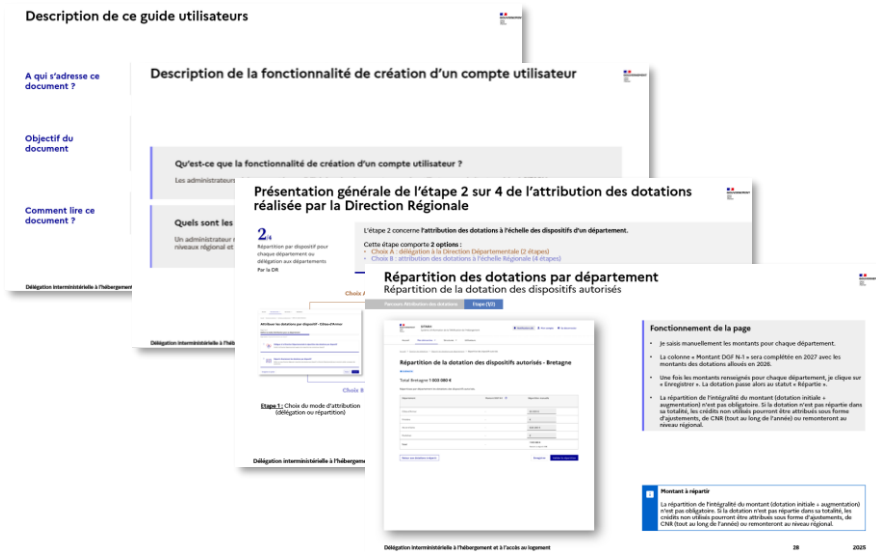 Description de ce guide utilisateurs
A qui s’adresse ce
document ?
Objectif du
document
Comment lire ce
document ?
Délégation interministérielle à l’hébergement
Description de la fonctionnalité de création d’un compte utilisateur
Qu’est-ce que la fonctionnalité de création d’un compte utilisateur ?
Les administrateurs
Quels sont les
Un administrateur
niveaux régional et
Délégation interministérielle à l’héb
Présentation générale de l’étape 2 sur 4 de l’attribution des dotations
réalisée par la Direction Régionale
2/4
Répartition par dispositif pour
chaque département ou
délégation aux départements
Par la DR
L’étape 2 concerne l’attribution des dotations à l’échelle des dispositifs d’un département.
Cette étape comporte 2 options :
• Choix A : délégation à la Direction Départementale (2 étapes)
• Choix B : attribution des dotations à l’échelle Régionale (4 étapes)
Choix A
Choix B
Etape 1 : Choix du mode d’attribution
(délégation ou répartition)
Délégation interministérielle à l’hébergeme
Répartition des dotations par département
Répartition de la dotation des dispositifs autorisés
Parcours Attribution des dotations
Etape (1/2)
Répartition de la dotation des dispositifs autorisés - Bretagne
Total Bretagne 1 003 080 €
Fonctionnement de la page
• Je saisis manuellement les montants pour chaque département.
• La colonne « Montant DGF N-1 » sera complétée en 2027 avec les
montants des dotations alloués en 2026.
• Une fois les montants renseignés pour chaque département, je clique sur
« Enregistrer ». La dotation passe alors au statut « Répartie ».
• La répartition de l’intégralité du montant (dotation initiale +
augmentation) n’est pas obligatoire. Si la dotation n’est pas répartie dans
sa totalité, les crédits non utilisés pourront être attribués sous forme
d’ajustements, de CNR (tout au long de l’année) ou remonteront au
niveau régional.
Montant à répartir
La répartition de l’intégralité du montant (dotation initiale + augmentation)
n’est pas obligatoire. Si la dotation n’est pas répartie dans sa totalité, les
crédits non utilisés pourront être attribués sous forme d’ajustements, de
CNR (tout au long de l’année) ou remonteront au niveau régional.
Délégation interministérielle à l’hébergement et à l’accès au logement
28
2025